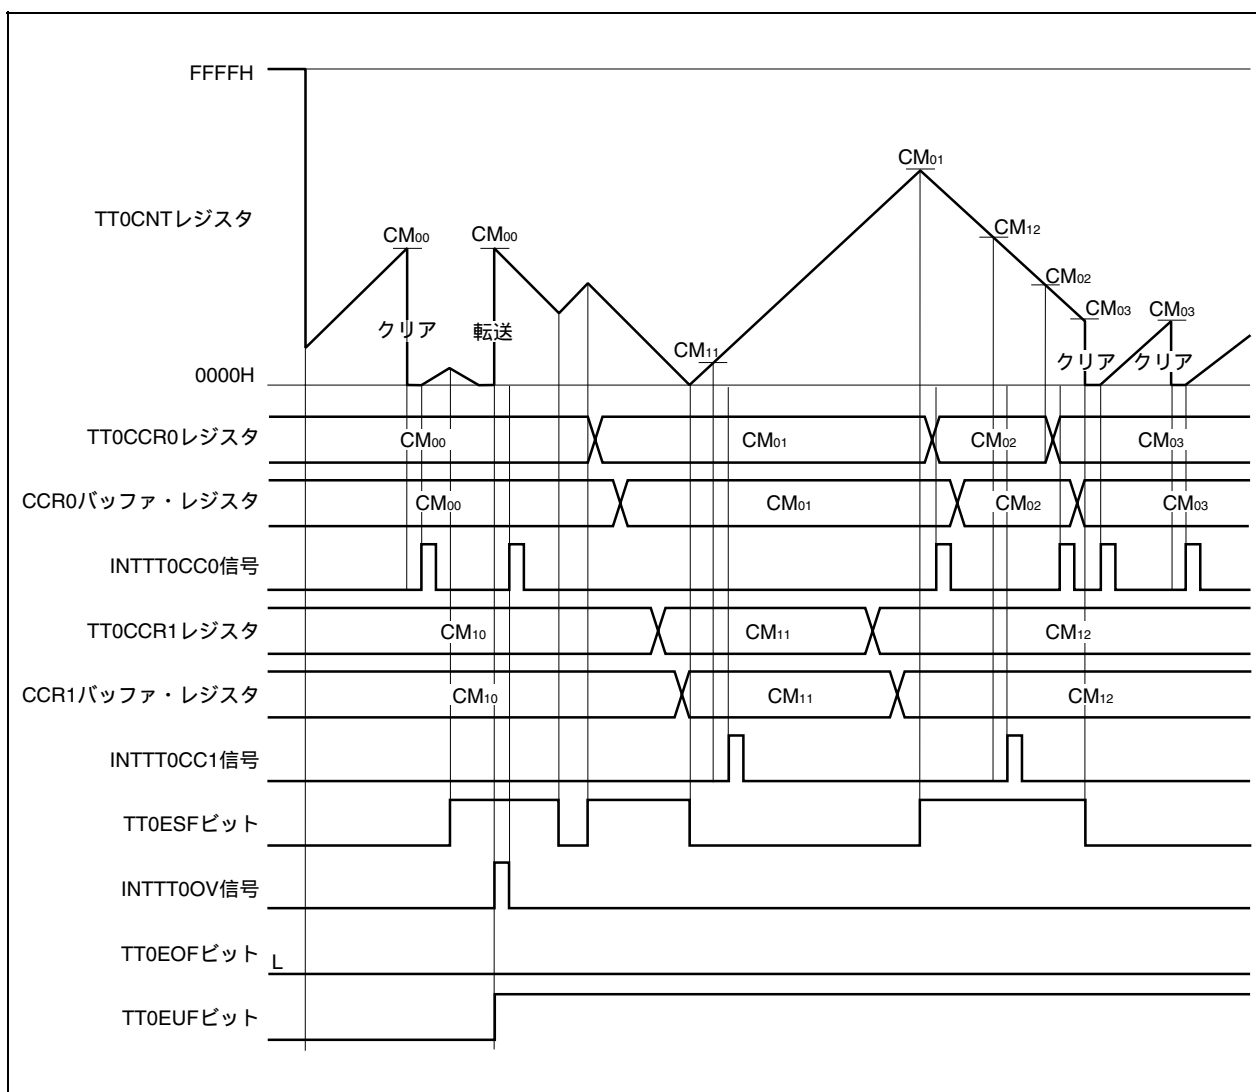 FFFFH
CM01
TT0CNTレジスタ
CM00
CM00
CM12
CM02
CM03
CM03
クリア
転送
CM11
クリア
クリア
0000H
TT0CCR0レジスタ
CM00
CM01
CM02
CM03
CCR0バッファ・レジスタ
CM00
CM01
CM02
CM03
INTTT0CC0信号
TT0CCR1レジスタ
CM10
CM11
CM12
CCR1バッファ・レジスタ
CM10
CM11
CM12
INTTT0CC1信号
TT0ESFビット
INTTT0OV信号
TT0EOFビット
L
TT0EUFビット